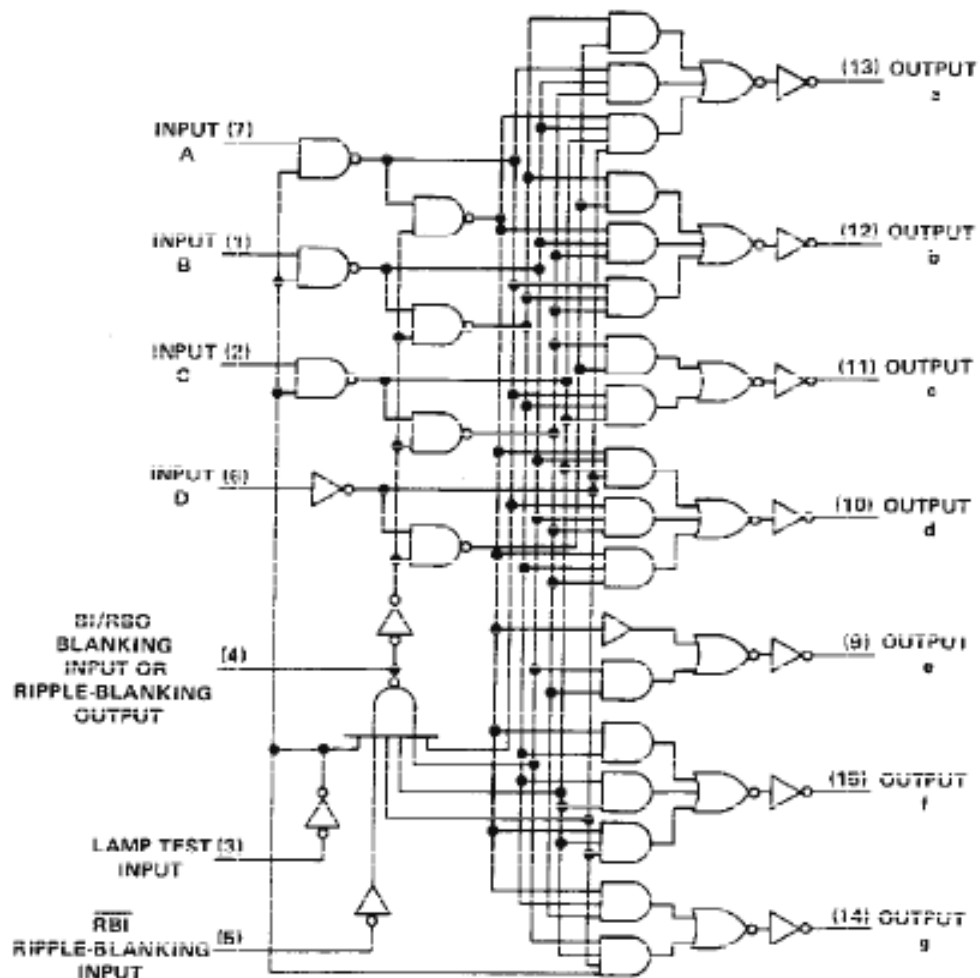 INPUT (7)
A
INPUT (1)
B
INPUT (2)
C
INPUT (6)
D
BI/RBO
BLANKING
INPUT OR
RIPPLE-BLANKING
OUTPUT
(4)
LAMP TEST (3)
INPUT
RBI
RIPPLE-BLANKING (5)
INPUT
(13) OUTPUT
a
(12) OUTPUT
b
(11) OUTPUT
c
(10) OUTPUT
d
(9) OUTPUT
e
(15) OUTPUT
f
(14) OUTPUT
g